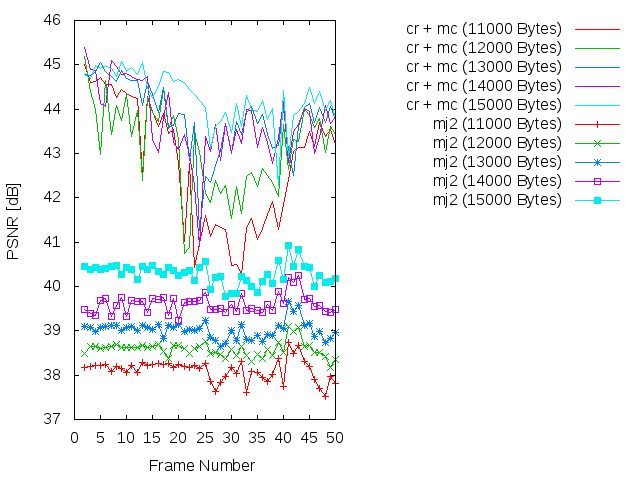 46
45
44
43
42
41
40
39
38
37
PSNR [dB]
0 5 10 15 20 25 30 35 40 45 50
Frame Number
cr + mc (11000 Bytes)
cr + mc (12000 Bytes)
cr + mc (13000 Bytes)
cr + mc (14000 Bytes)
cr + mc (15000 Bytes)
mj2 (11000 Bytes)
mj2 (12000 Bytes)
mj2 (13000 Bytes)
mj2 (14000 Bytes)
mj2 (15000 Bytes)